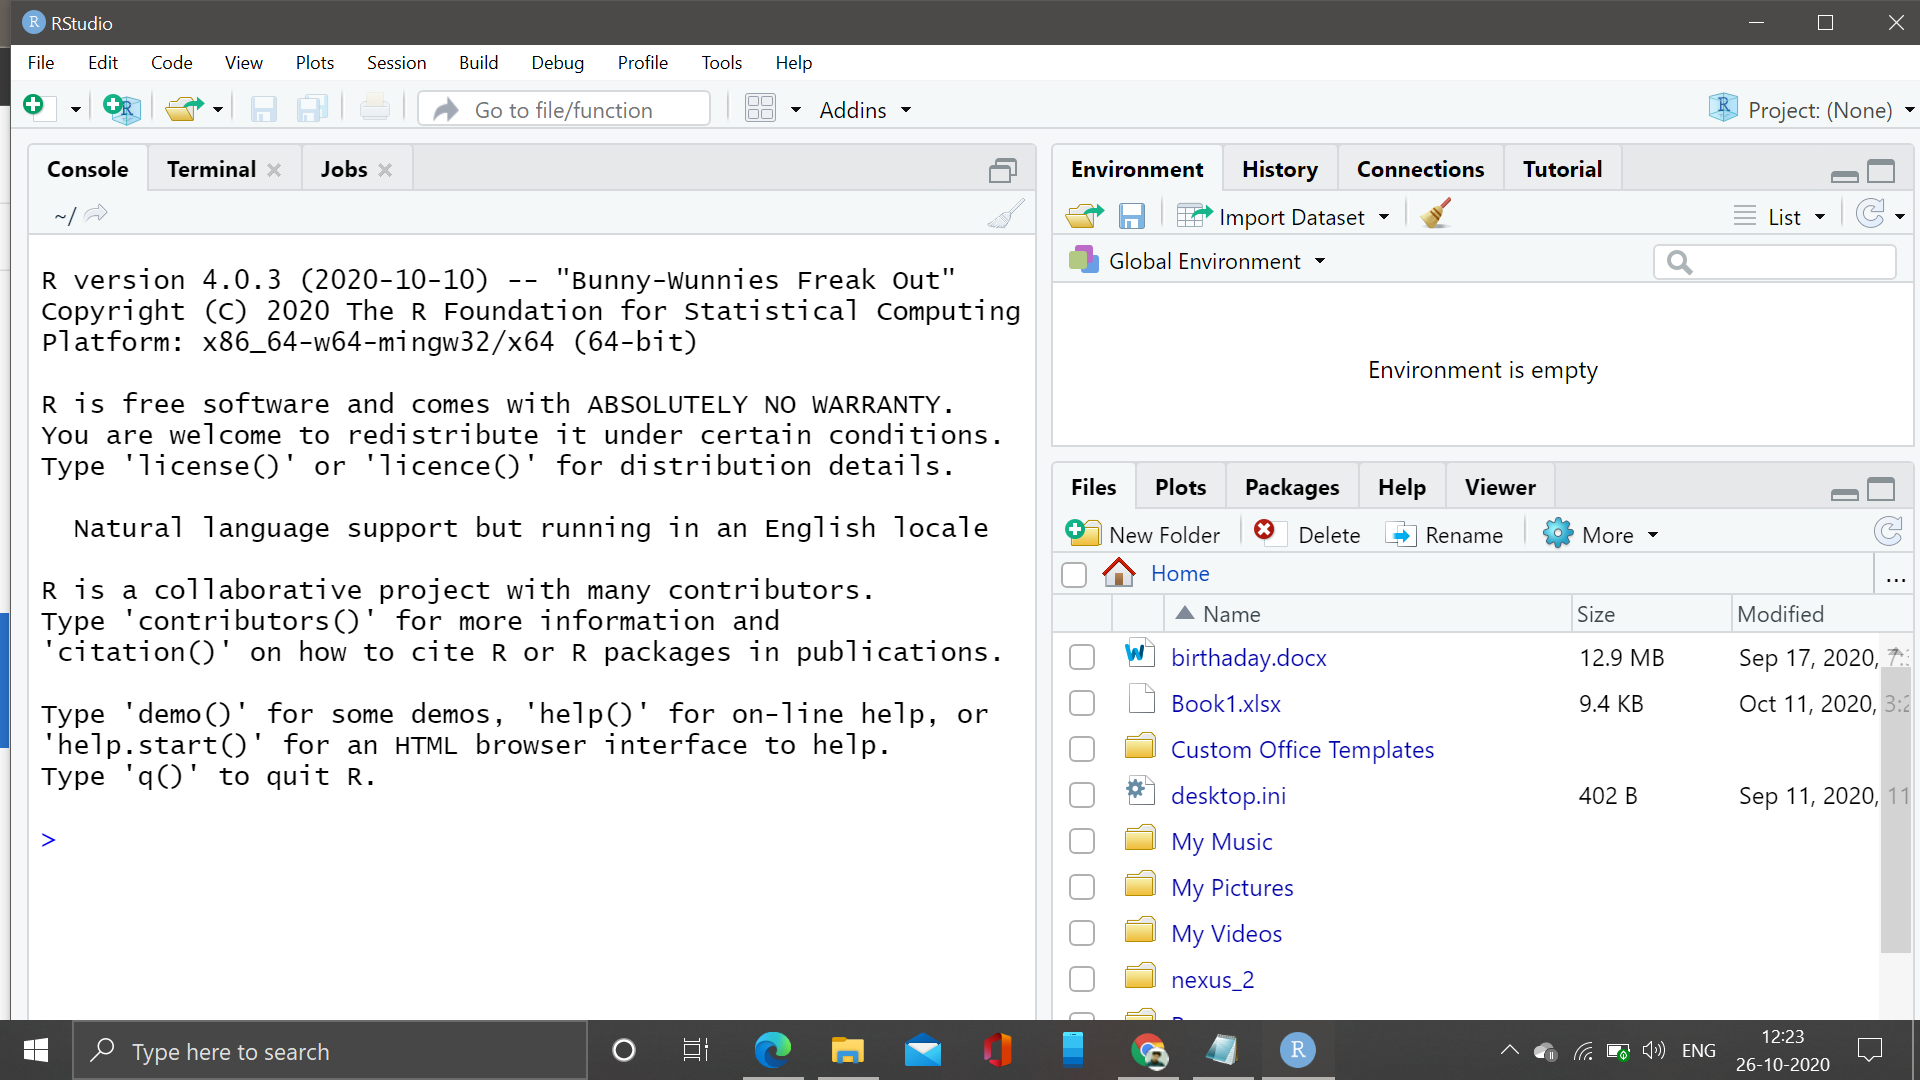 RStudio
File Edit Code View Plots Session Build Debug Profile Tools Help
Go to file/function Addins Project: (None)
Console Terminal Jobs
~/
R version 4.0.3 (2020-10-10) -- "Bunny-Wunnies Freak Out"
Copyright (C) 2020 The R Foundation for Statistical Computing
Platform: x86_64-w64-mingw32/x64 (64-bit)
R is free software and comes with ABSOLUTELY NO WARRANTY.
You are welcome to redistribute it under certain conditions.
Type 'license()' or 'licence()' for distribution details.
Natural language support but running in an English locale
R is a collaborative project with many contributors.
Type 'contributors()' for more information and
'citation()' on how to cite R or R packages in publications.
Type 'demo()' for some demos, 'help()' for on-line help, or
'help.start()' for an HTML browser interface to help.
Type 'q()' to quit R.
>
Environment History Connections Tutorial
Import Dataset List
Global Environment
Environment is empty
Files Plots Packages Help Viewer
New Folder Delete Rename More
Home ...
Name Size Modified
birthaday.docx 12.9 MB Sep 17, 2020,
Book1.xlsx 9.4 KB Oct 11, 2020, 3:2
Custom Office Templates
desktop.ini 402 B Sep 11, 2020, 11
My Music
My Pictures
My Videos
nexus_2
Type here to search ENG 12:23
26-10-2020